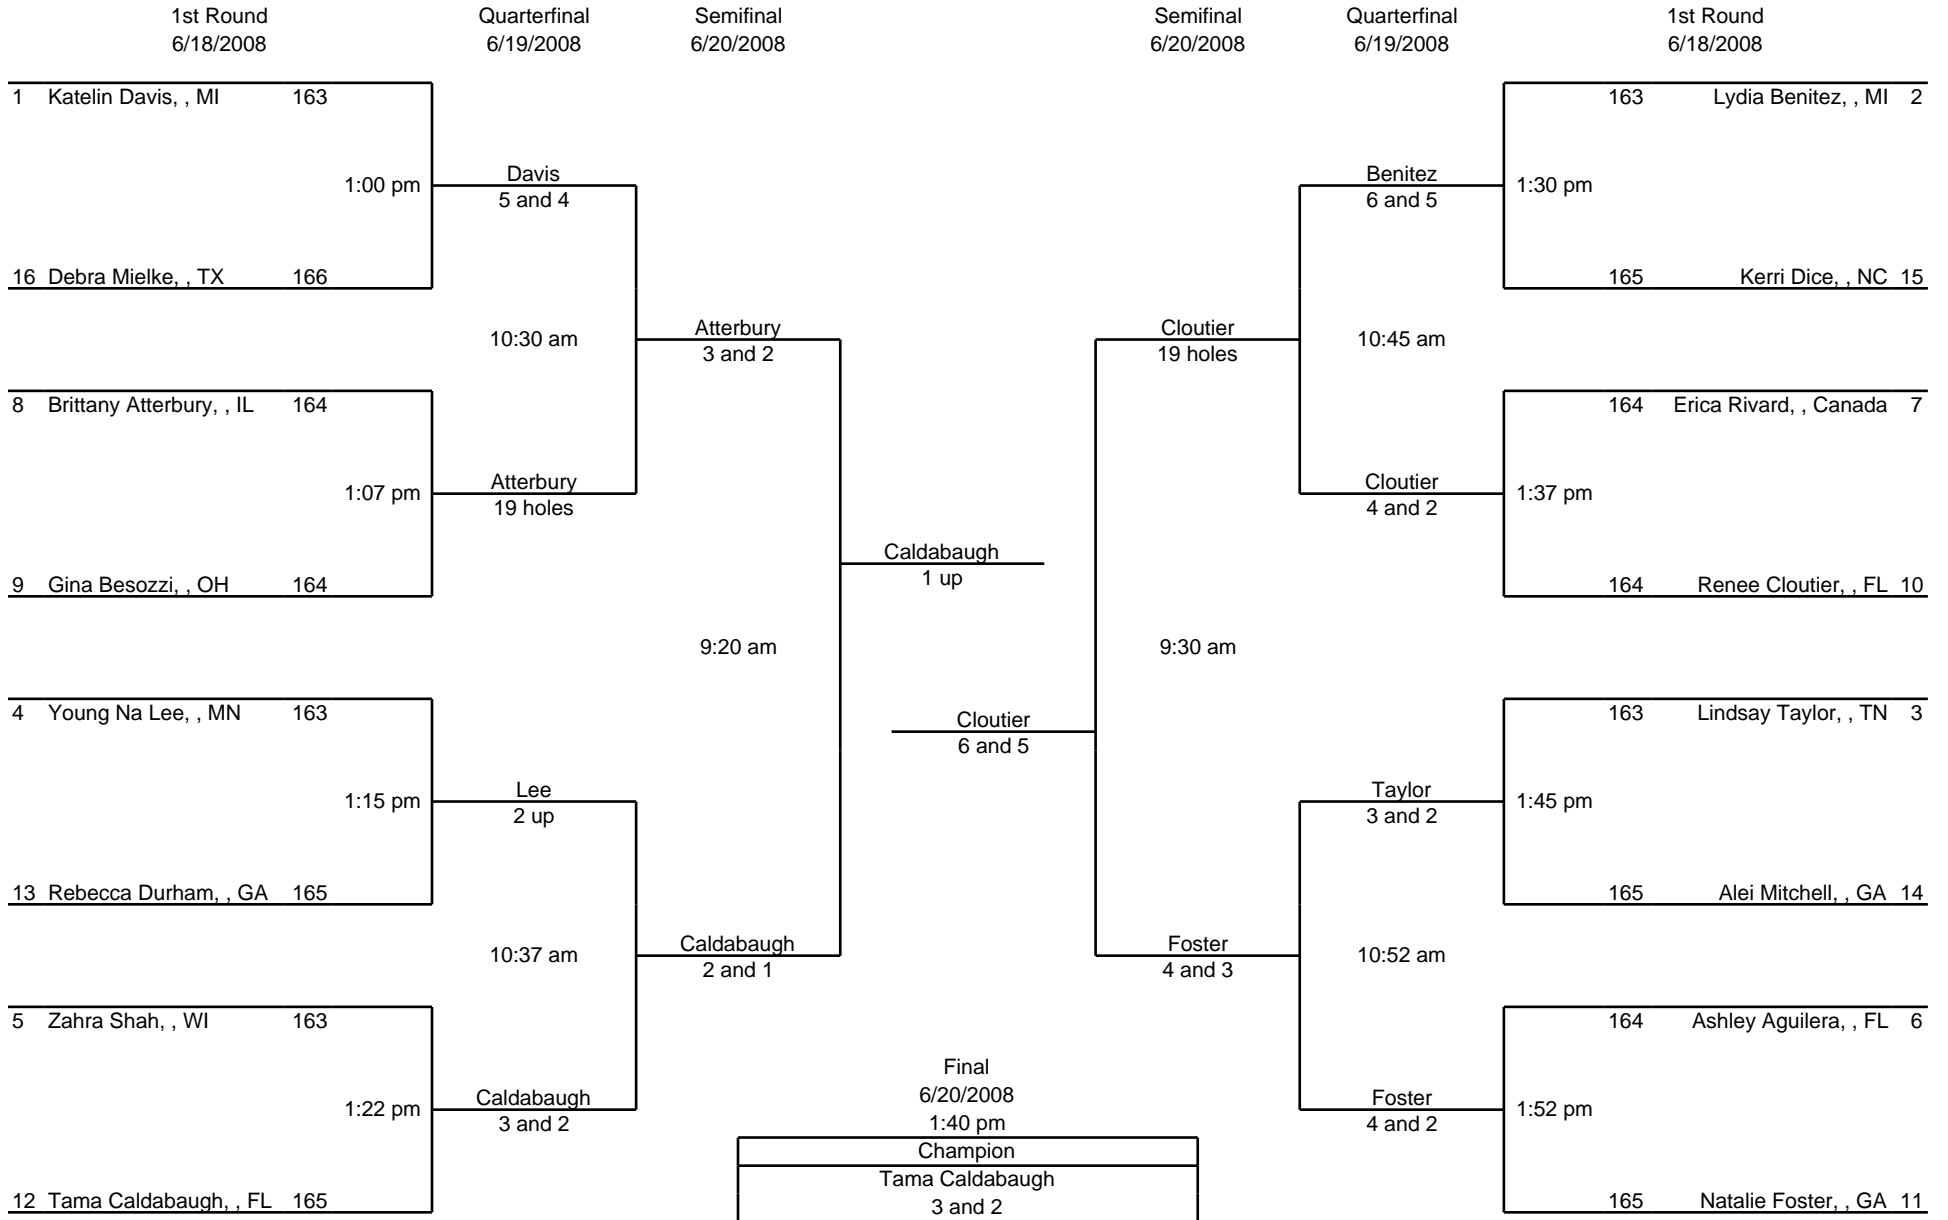 1st Round Quarterfinal Semifinal Semifinal Quarterfinal 1st Round
6/18/2008 6/19/2008 6/20/2008 6/20/2008 6/19/2008 6/18/2008
1 Katelin Davis, , MI 163 163 Lydia Benitez, , MI 2
Davis Benitez
1:00 pm 1:30 pm
5 and 4 6 and 5
16 Debra Mielke, , TX 166 165 Kerri Dice, , NC 15
Atterbury Cloutier
10:30 am 10:45 am
3 and 2 19 holes
8 Brittany Atterbury, , IL 164 164 Erica Rivard, , Canada 7
Atterbury Cloutier
1:07 pm 1:37 pm
19 holes 4 and 2
Caldabaugh
1 up
9 Gina Besozzi, , OH 164 164 Renee Cloutier, , FL 10
9:20 am 9:30 am
4 Young Na Lee, , MN 163 163 Lindsay Taylor, , TN 3
Cloutier
6 and 5
Lee Taylor
1:15 pm 1:45 pm
2 up 3 and 2
13 Rebecca Durham, , GA 165 165 Alei Mitchell, , GA 14
Caldabaugh Foster
10:37 am 10:52 am
2 and 1 4 and 3
5 Zahra Shah, , WI 163 164 Ashley Aguilera, , FL 6
Final
6/20/2008
Caldabaugh Foster
1:22 pm 1:52 pm
3 and 2 4 and 2
1:40 pm
Champion
Tama Caldabaugh
12 Tama Caldabaugh, , FL 165 165 Natalie Foster, , GA 11
3 and 2